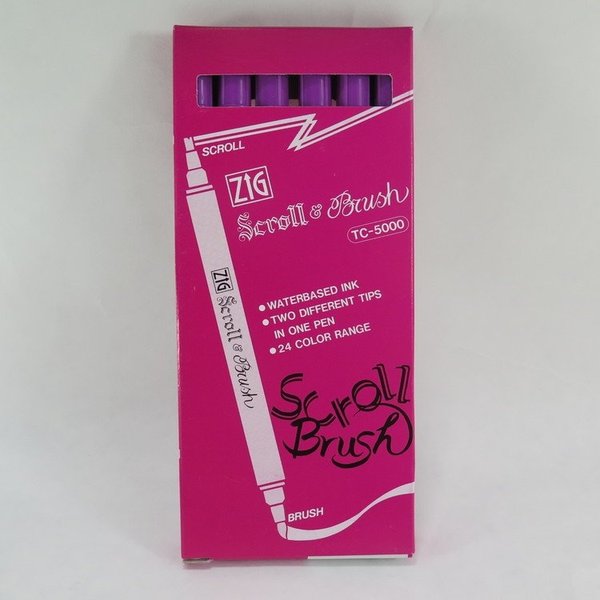 SCROLL
ZIG
Scroll & Brush
TC-5000
• WATERBASED INK
• TWO DIFFERENT TIPS
IN ONE PEN
• 24 COLOR RANGE
ZIG Scroll & Brush
Scroll
Brush
BRUSH